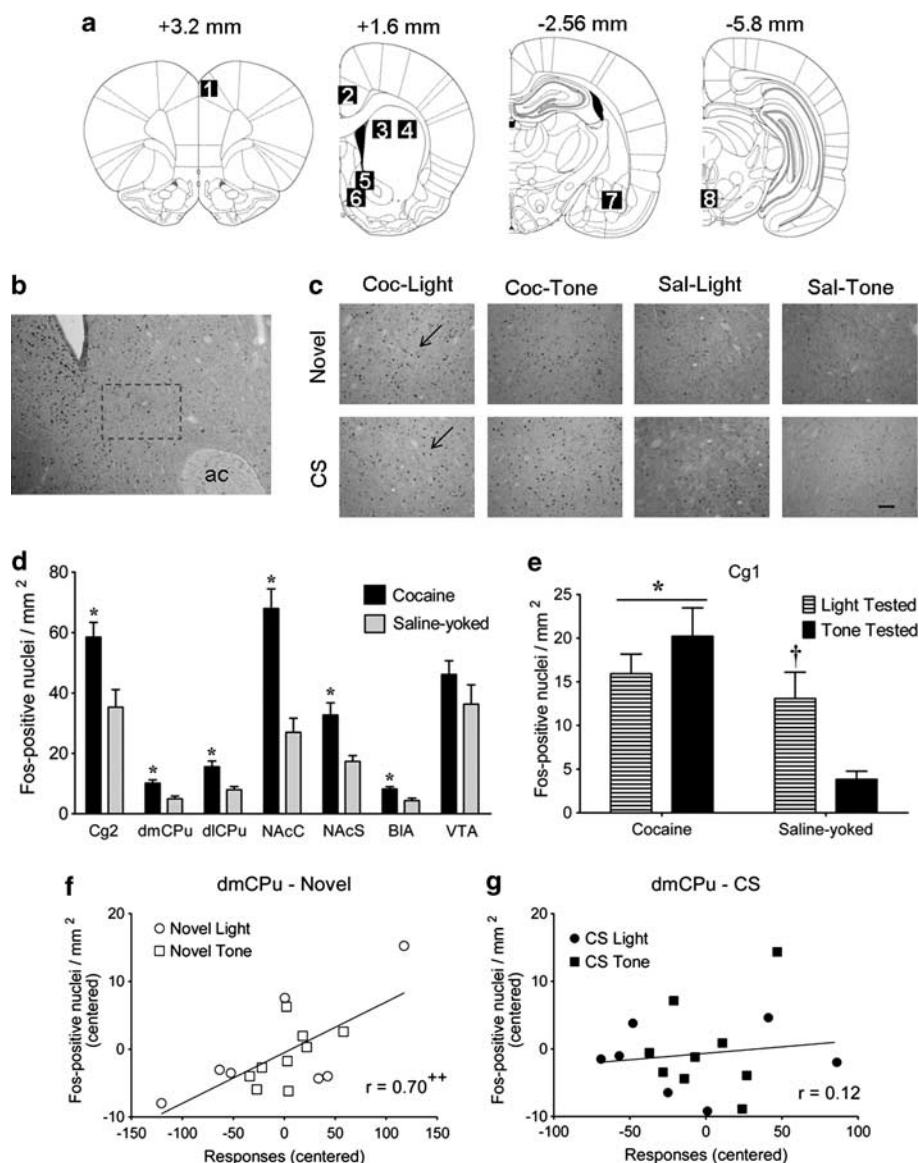 a
+3.2 mm
+1.6 mm
-2.56 mm
-5.8 mm
1
2
3
4
5
6
7
8
b
ac
c
Coc-Light
Coc-Tone
Sal-Light
Sal-Tone
Novel
CS
d
Fos-positive nuclei / mm 2
80
60
40
20
0
* * * * * *
Cocaine
Saline-yoked
Cg2 dmCPu dlCPu NAcC NAcS BlA VTA
e
Cg1
Fos-positive nuclei / mm 2
25
20
15
10
5
0
*
†
Light Tested
Tone Tested
Cocaine Saline-yoked
f
dmCPu - Novel
Fos-positive nuclei / mm 2
(centered)
20
10
0
-10
Novel Light
Novel Tone
r = 0.70++
-150 -100 -50 0 50 100 150
Responses (centered)
g
dmCPu - CS
Fos-positive nuclei / mm 2
(centered)
20
10
0
-10
CS Light
CS Tone
r = 0.12
-100 -50 0 50 100
Responses (centered)